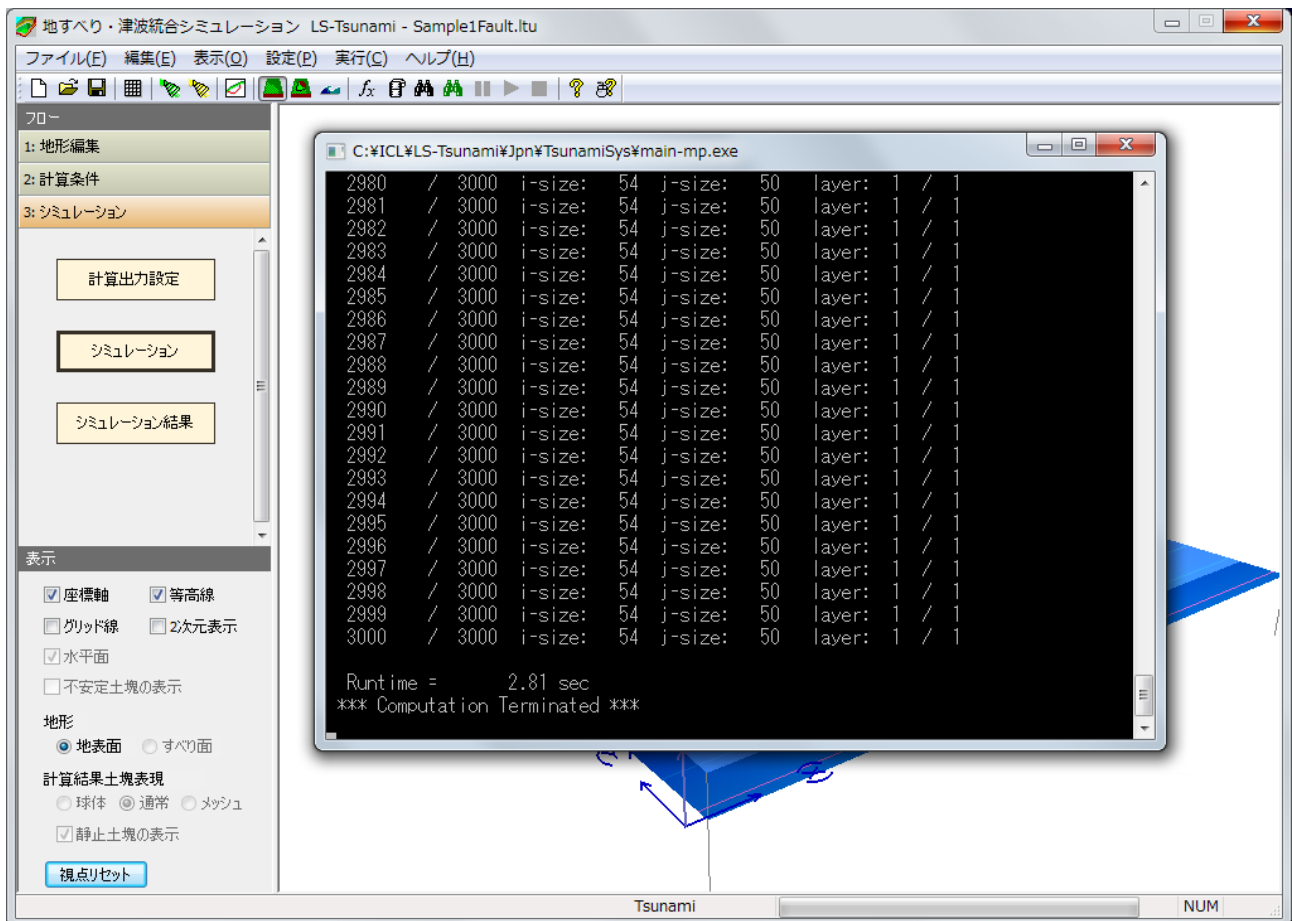 地すべり・津波統合シミュレーション LS-Tsunami - Sample1Fault.ltu
ファイル(F) 編集(E) 表示(O) 設定(P) 実行(C) ヘルプ(H)
フロー
1: 地形編集
2: 計算条件
3: シミュレーション
計算出力設定
シミュレーション
シミュレーション結果
表示
座標軸 等高線
グリッド線 2次元表示
水平面
不安定土塊の表示
地形
地表面 すべり面
計算結果土塊表現
球体 通常 メッシュ
静止土塊の表示
視点リセット
C:¥ICL¥LS-Tsunami¥Jpn¥TsunamiSys¥main-mp.exe
2980 / 3000 i-size: 54 j-size: 50 layer: 1 / 1
2981 / 3000 i-size: 54 j-size: 50 layer: 1 / 1
2982 / 3000 i-size: 54 j-size: 50 layer: 1 / 1
2983 / 3000 i-size: 54 j-size: 50 layer: 1 / 1
2984 / 3000 i-size: 54 j-size: 50 layer: 1 / 1
2985 / 3000 i-size: 54 j-size: 50 layer: 1 / 1
2986 / 3000 i-size: 54 j-size: 50 layer: 1 / 1
2987 / 3000 i-size: 54 j-size: 50 layer: 1 / 1
2988 / 3000 i-size: 54 j-size: 50 layer: 1 / 1
2989 / 3000 i-size: 54 j-size: 50 layer: 1 / 1
2990 / 3000 i-size: 54 j-size: 50 layer: 1 / 1
2991 / 3000 i-size: 54 j-size: 50 layer: 1 / 1
2992 / 3000 i-size: 54 j-size: 50 layer: 1 / 1
2993 / 3000 i-size: 54 j-size: 50 layer: 1 / 1
2994 / 3000 i-size: 54 j-size: 50 layer: 1 / 1
2995 / 3000 i-size: 54 j-size: 50 layer: 1 / 1
2996 / 3000 i-size: 54 j-size: 50 layer: 1 / 1
2997 / 3000 i-size: 54 j-size: 50 layer: 1 / 1
2998 / 3000 i-size: 54 j-size: 50 layer: 1 / 1
2999 / 3000 i-size: 54 j-size: 50 layer: 1 / 1
3000 / 3000 i-size: 54 j-size: 50 layer: 1 / 1
Runtime = 2.81 sec
*** Computation Terminated ***
Tsunami NUM